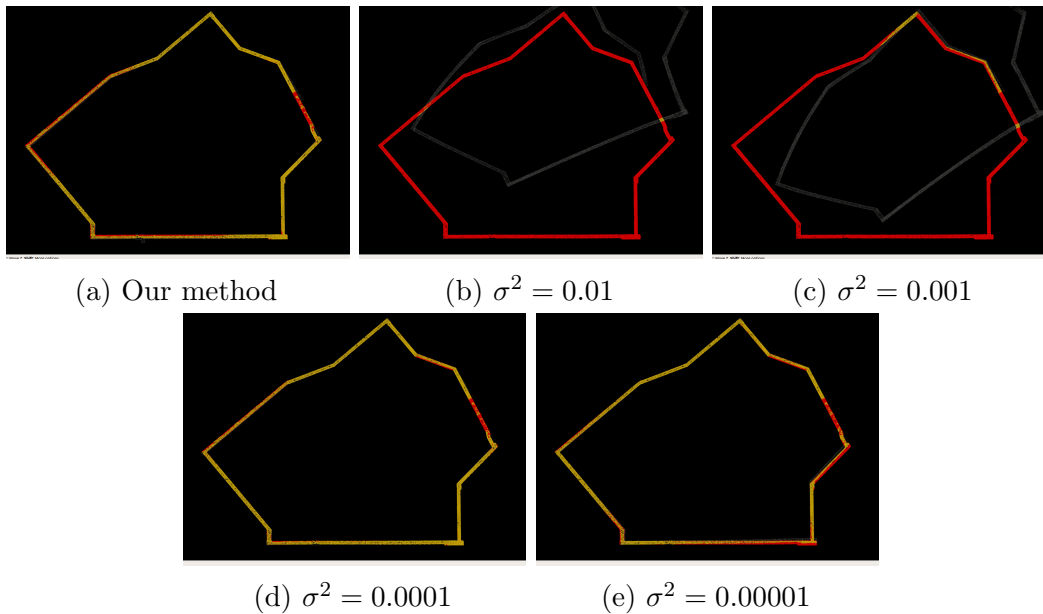 (a) Our method
(b) σ² = 0.01
(c) σ² = 0.001
(d) σ² = 0.0001
(e) σ² = 0.00001